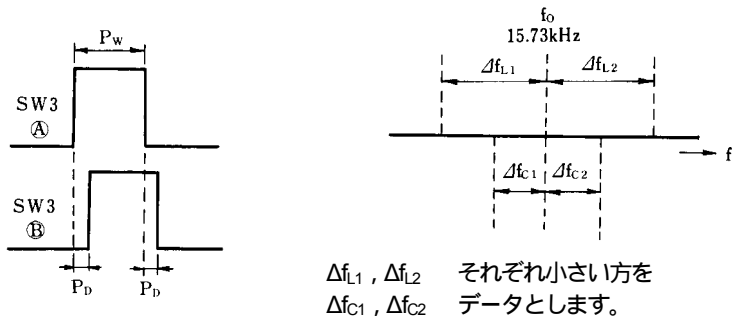 P_W
SW3
Ⓐ
SW3
Ⓑ
P_D P_D
f_O
15.73kHz
Δf_L1 Δf_L2
f
Δf_C1 Δf_C2
Δf_L1 , Δf_L2 それぞれ小さい方を
Δf_C1 , Δf_C2 データとします。